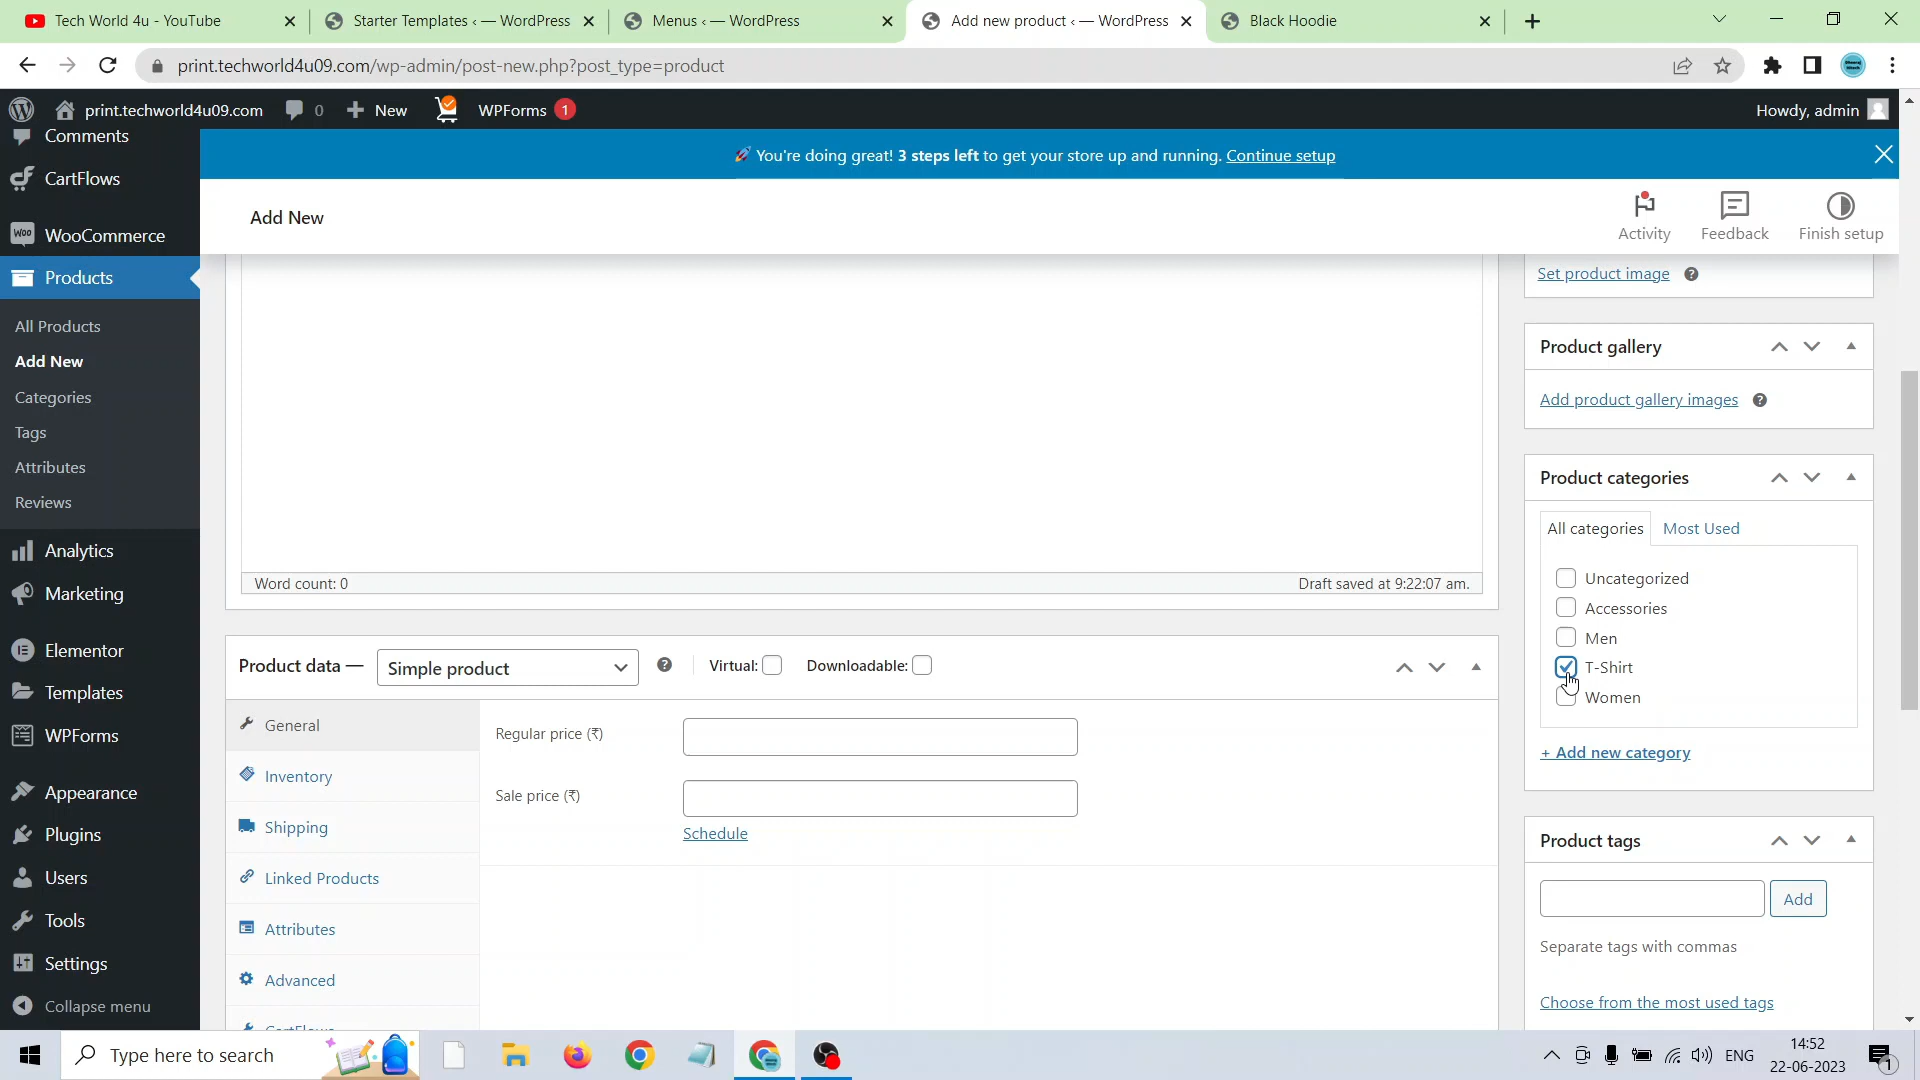 Tech World 4u - YouTube
Starter Templates ‹ — WordPress
Menus ‹ — WordPress
Add new product ‹ — WordPress
Black Hoodie
print.techworld4u09.com/wp-admin/post-new.php?post_type=product
print.techworld4u09.com
0
New
WPForms 1
Howdy, admin
Comments
CartFlows
WooCommerce
Products
All Products
Add New
Categories
Tags
Attributes
Reviews
Analytics
Marketing
Elementor
Templates
WPForms
Appearance
Plugins
Users
Tools
Settings
Collapse menu
🚀 You're doing great! 3 steps left to get your store up and running. Continue setup
Add New
Activity
Feedback
Finish setup
Word count: 0
Draft saved at 9:22:07 am.
Product data —
Simple product
Virtual:
Downloadable:
General
Inventory
Shipping
Linked Products
Attributes
Advanced
CartFlows
Regular price (₹)
Sale price (₹)
Schedule
Set product image
Product gallery
Add product gallery images
Product categories
All categories
Most Used
Uncategorized
Accessories
Men
T-Shirt
Women
+ Add new category
Product tags
Add
Separate tags with commas
Choose from the most used tags
Type here to search
ENG
14:52
22-06-2023
1